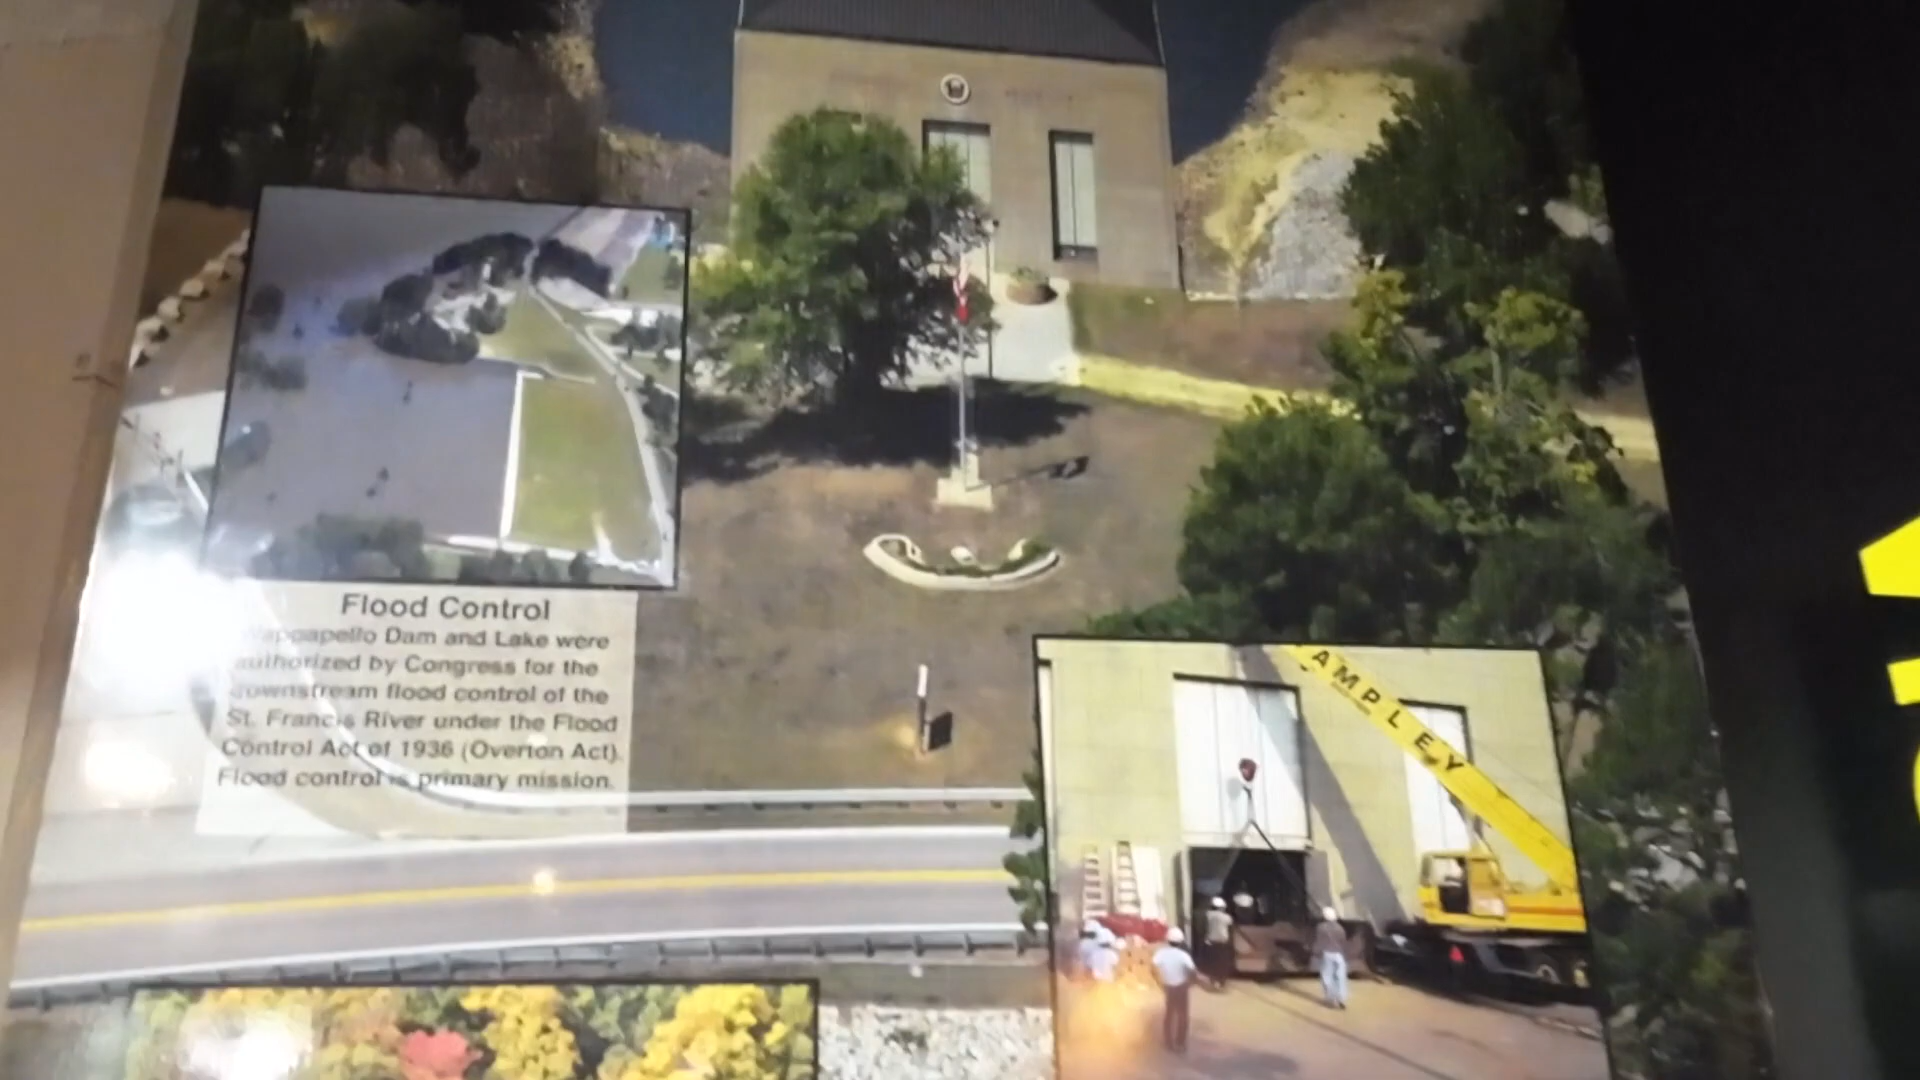 Flood Control
Wappapello Dam and Lake were
authorized by Congress for the
downstream flood control of the
St. Francis River under the Flood
Control Act of 1936 (Overton Act).
Flood control is primary mission.
AMPLEY